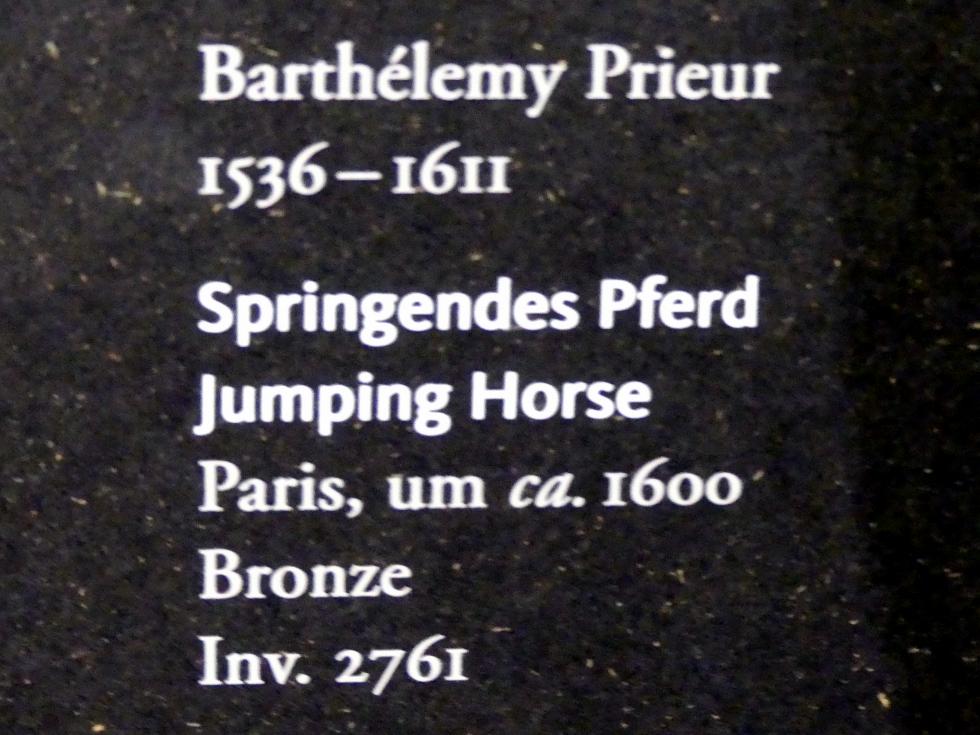 Barthélemy Prieur
1536–1611
Springendes Pferd
Jumping Horse
Paris, um ca. 1600
Bronze
Inv. 2761